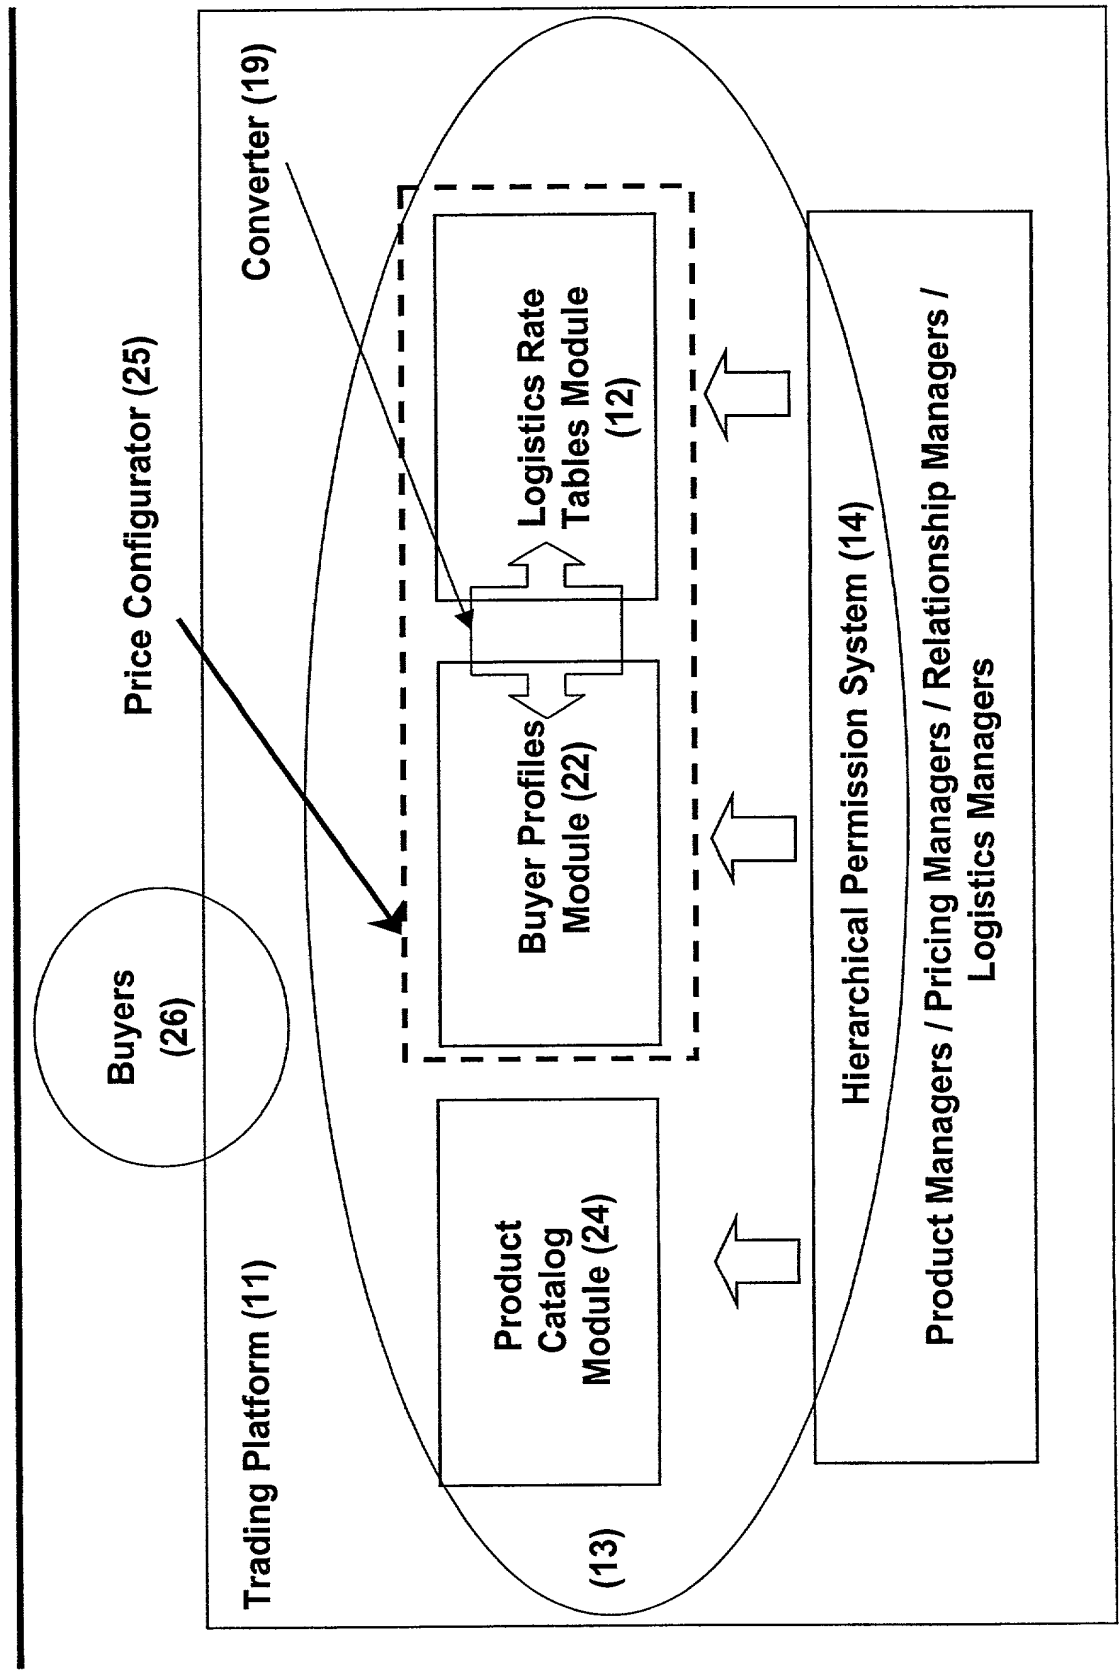 Buyers
(26)
Price Configurator (25)
Trading Platform (11)
Converter (19)
Product
Catalog
Module (24)
Buyer Profiles
Module (22)
Logistics Rate
Tables Module
(12)
(13)
Hierarchical Permission System (14)
Product Managers / Pricing Managers / Relationship Managers /
Logistics Managers